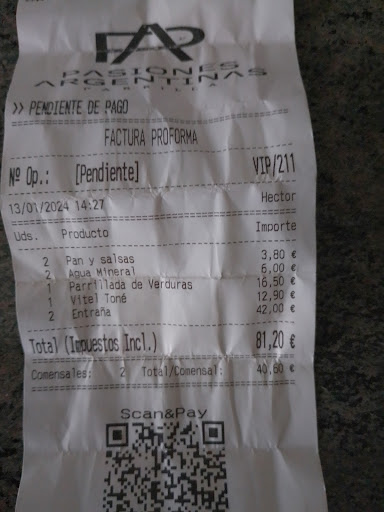 PASIONES
ARGENTINAS
PARRILLA
>> PENDIENTE DE PAGO
FACTURA PROFORMA
Nº Op.: [Pendiente] VIP/211
13/01/2024 14:27 Hector
Uds. Producto Importe
2 Pan y salsas 3,80 €
2 Agua Mineral 6,00 €
1 Parrillada de Verduras 16,50 €
1 Vitel Toné 12,90 €
2 Entraña 42,00 €
Total (Impuestos Incl.) 81,20 €
Comensales: 2 Total/Comensal: 40,60 €
Scan&Pay